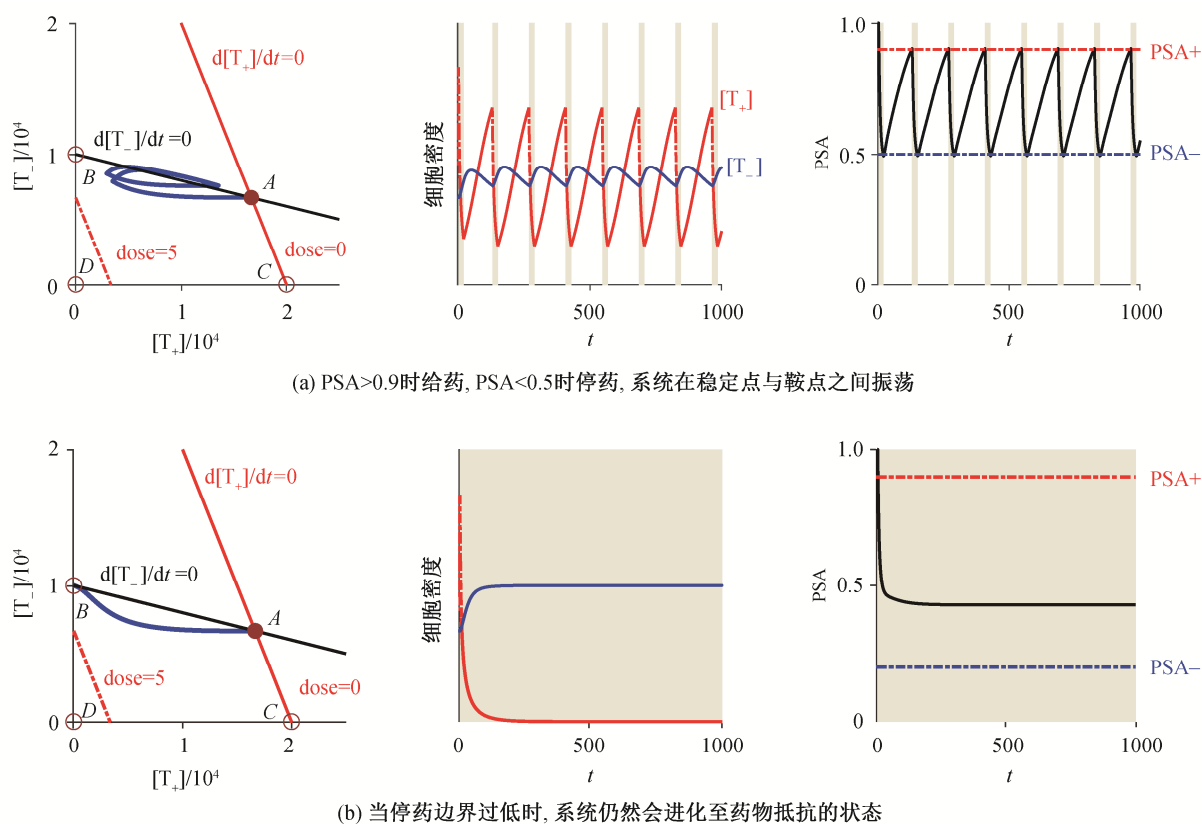 2
1
0
[T₋]/10⁴
d[T₊]/dt=0
d[T₋]/dt=0
A
B
dose=5
dose=0
D
C
0
1
2
[T₊]/10⁴
细胞密度
[T₊]
[T₋]
0
500
1000
t
1.0
0.5
0
PSA
PSA+
PSA−
0
500
1000
t
(a) PSA>0.9时给药, PSA<0.5时停药, 系统在稳定点与鞍点之间振荡
2
1
0
[T₋]/10⁴
d[T₊]/dt=0
d[T₋]/dt=0
A
B
dose=5
dose=0
D
C
0
1
2
[T₊]/10⁴
细胞密度
0
500
1000
t
1.0
0.5
0
PSA
PSA+
PSA−
0
500
1000
t
(b) 当停药边界过低时, 系统仍然会进化至药物抵抗的状态